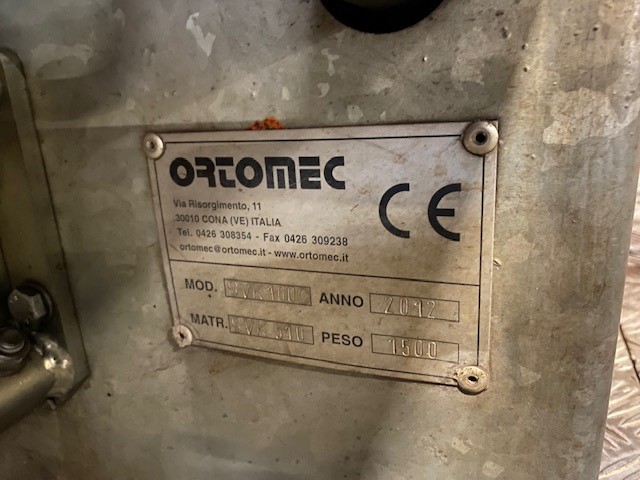 ORTOMEC
Via Risorgimento, 11
30010 CONA (VE) ITALIA
Tel. 0426 308354 - Fax 0426 309238
ortomec@ortomec.it - www.ortomec.it
CE
MOD. ANNO 2012
MATR. PESO 1500